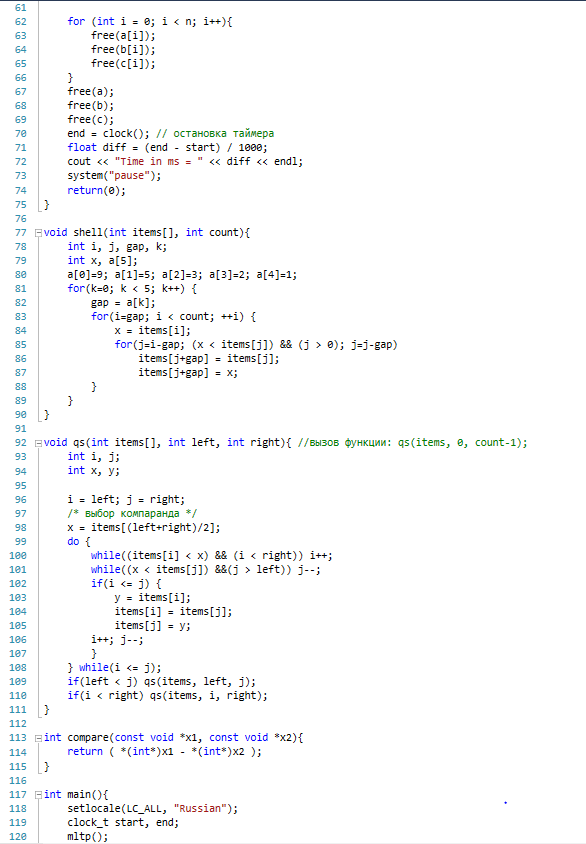 61
62 for (int i = 0; i < n; i++){
63 free(a[i]);
64 free(b[i]);
65 free(c[i]);
66 }
67 free(a);
68 free(b);
69 free(c);
70 end = clock(); // остановка таймера
71 float diff = (end - start) / 1000;
72 cout << "Time in ms = " << diff << endl;
73 system("pause");
74 return(0);
75 }
76
77 void shell(int items[], int count){
78 int i, j, gap, k;
79 int x, a[5];
80 a[0]=9; a[1]=5; a[2]=3; a[3]=2; a[4]=1;
81 for(k=0; k < 5; k++) {
82 gap = a[k];
83 for(i=gap; i < count; ++i) {
84 x = items[i];
85 for(j=i-gap; (x < items[j]) && (j > 0); j=j-gap)
86 items[j+gap] = items[j];
87 items[j+gap] = x;
88 }
89 }
90 }
91
92 void qs(int items[], int left, int right){ //вызов функции: qs(items, 0, count-1);
93 int i, j;
94 int x, y;
95
96 i = left; j = right;
97 /* выбор компаранда */
98 x = items[(left+right)/2];
99 do {
100 while((items[i] < x) && (i < right)) i++;
101 while((x < items[j]) &&(j > left)) j--;
102 if(i <= j) {
103 y = items[i];
104 items[i] = items[j];
105 items[j] = y;
106 i++; j--;
107 }
108 } while(i <= j);
109 if(left < j) qs(items, left, j);
110 if(i < right) qs(items, i, right);
111 }
112
113 int compare(const void *x1, const void *x2){
114 return ( *(int*)x1 - *(int*)x2 );
115 }
116
117 int main(){
118 setlocale(LC_ALL, "Russian");
119 clock_t start, end;
120 mltp();